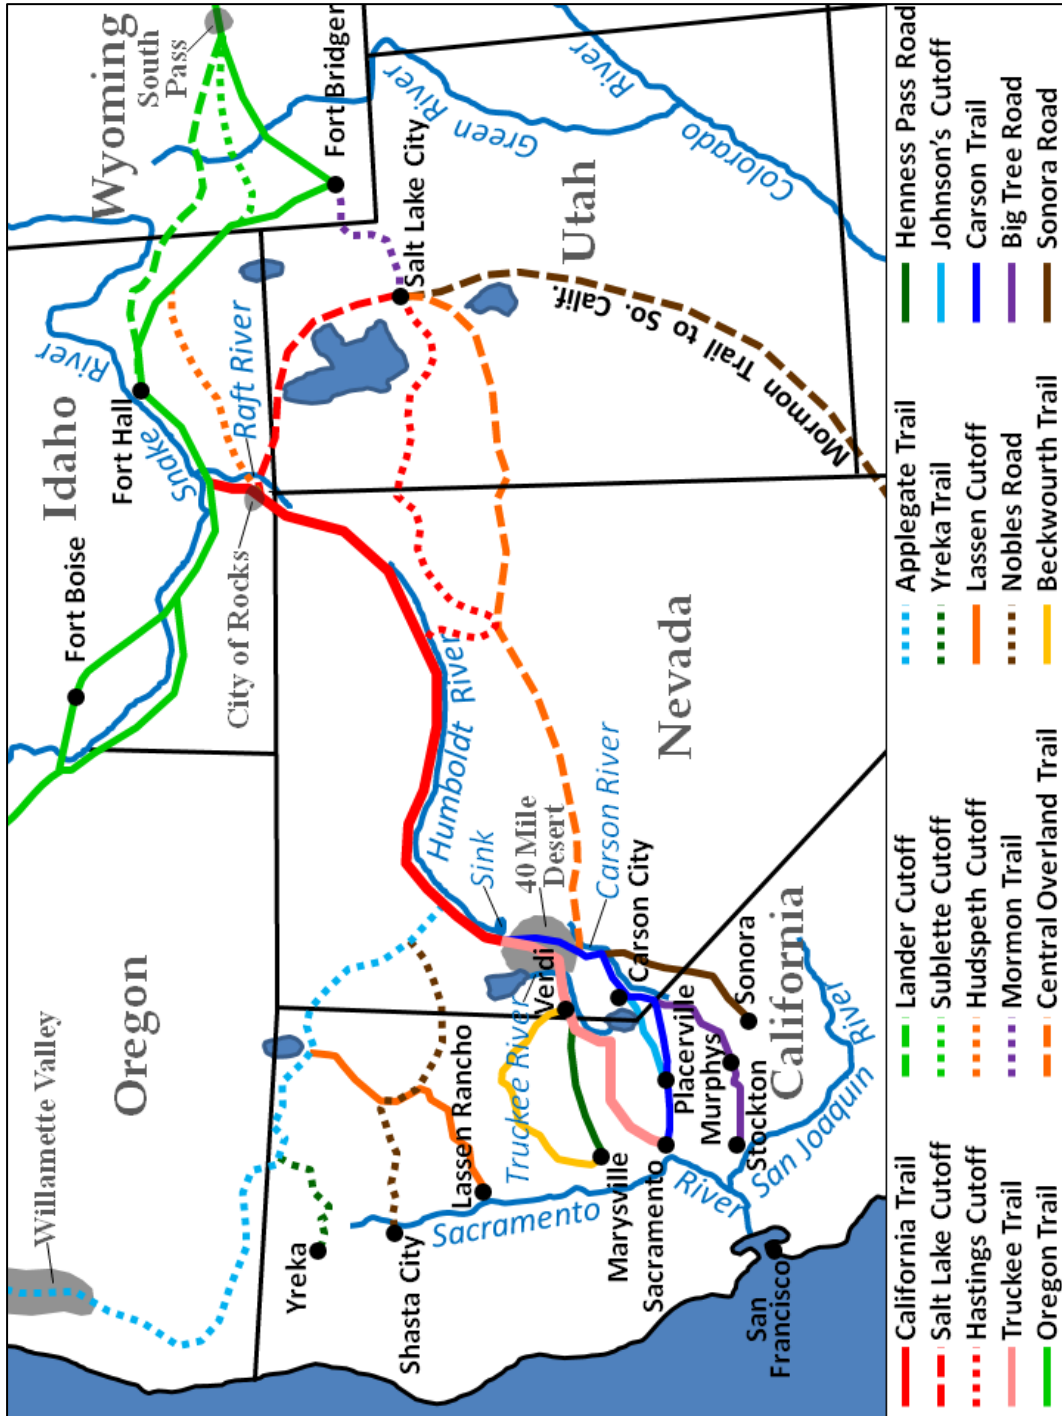 Willamette Valley
Oregon
Fort Boise
Idaho
Snake
River
Fort Hall
Wyoming
South
Pass
Fort Bridger
City of Rocks
Raft River
Green River
Salt Lake City
Utah
Colorado
River
Mormon Trail to So. Calif.
Yreka
Shasta City
Lassen Rancho
Humboldt River
Sink
40 Mile
Desert
Nevada
Truckee River
Verdi
Carson River
Carson City
Sacramento
River
Marysville
Sacramento
Placerville
Murphys
Stockton
Sonora
California
San Joaquin
River
San
Francisco
California Trail
Salt Lake Cutoff
Hastings Cutoff
Truckee Trail
Oregon Trail
Lander Cutoff
Sublette Cutoff
Hudspeth Cutoff
Mormon Trail
Central Overland Trail
Applegate Trail
Yreka Trail
Lassen Cutoff
Nobles Road
Beckwourth Trail
Henness Pass Road
Johnson's Cutoff
Carson Trail
Big Tree Road
Sonora Road